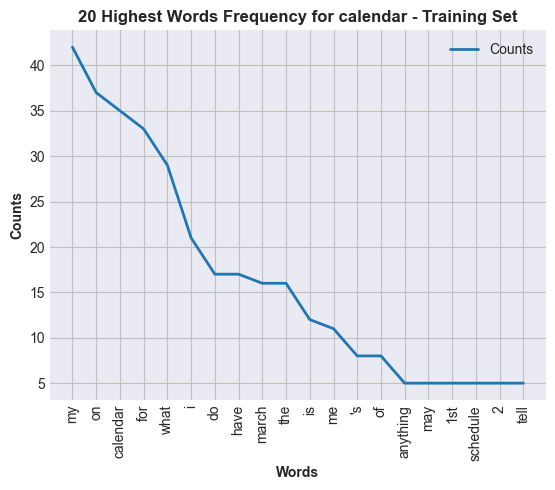 20 Highest Words Frequency for calendar - Training Set
Counts
40
35
30
25
20
15
10
5
Counts
my
on
calendar
for
what
i
do
have
march
the
is
me
's
of
anything
may
1st
schedule
2
tell
Words